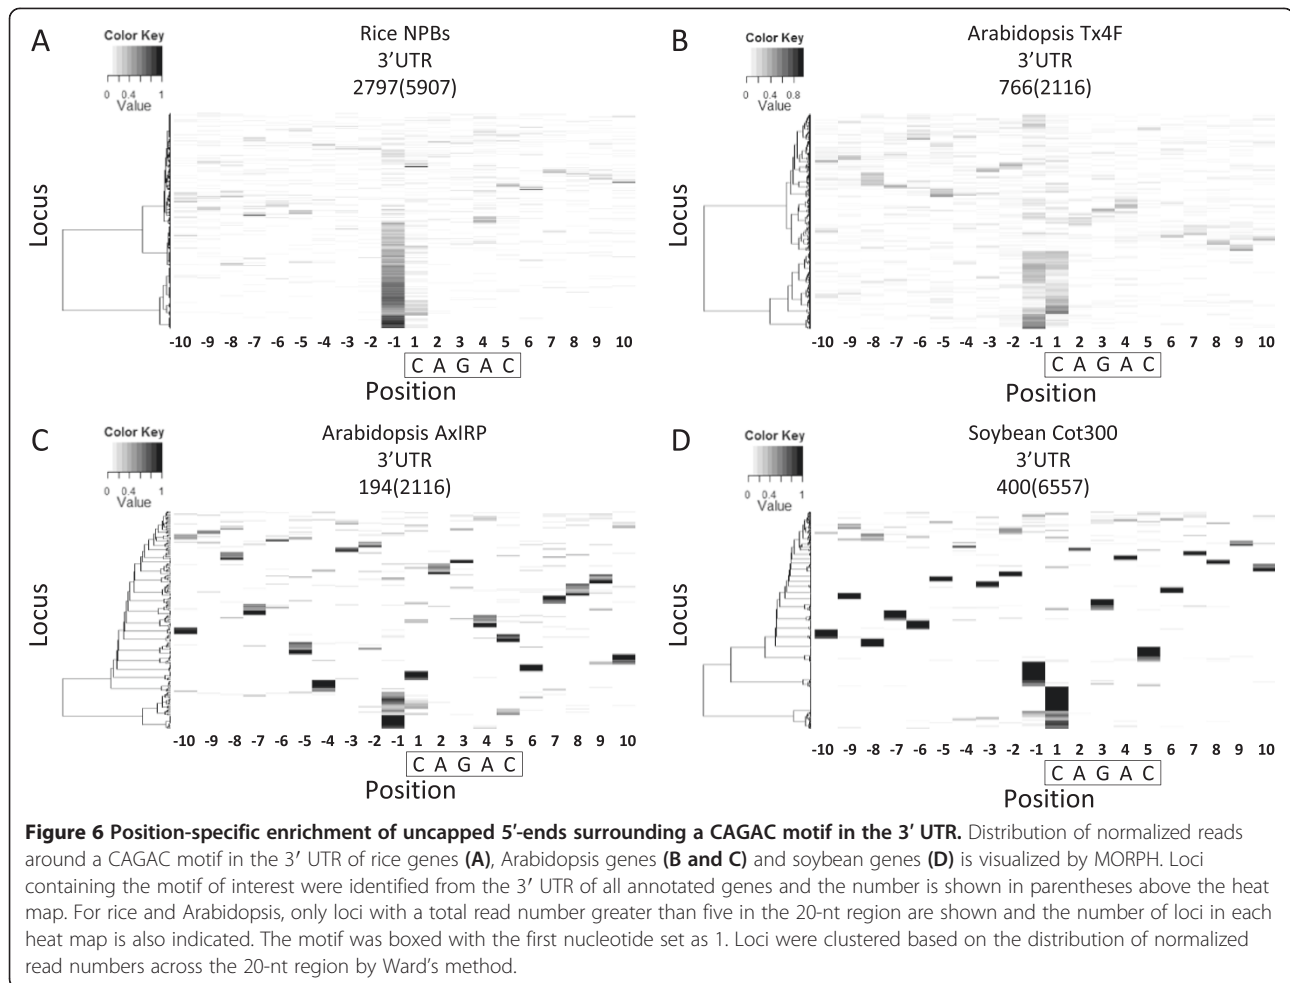 A
Color Key
0 0.4 1
Value
Rice NPBs
3′UTR
2797(5907)
Locus
-10 -9 -8 -7 -6 -5 -4 -3 -2 -1 1 2 3 4 5 6 7 8 9 10
C A G A C
Position
B
Color Key
0 0.4 0.8
Value
Arabidopsis Tx4F
3′UTR
766(2116)
Locus
-10 -9 -8 -7 -6 -5 -4 -3 -2 -1 1 2 3 4 5 6 7 8 9 10
C A G A C
Position
C
Color Key
0 0.4 1
Value
Arabidopsis AxIRP
3′UTR
194(2116)
Locus
-10 -9 -8 -7 -6 -5 -4 -3 -2 -1 1 2 3 4 5 6 7 8 9 10
C A G A C
Position
D
Color Key
0 0.4 1
Value
Soybean Cot300
3′UTR
400(6557)
Locus
-10 -9 -8 -7 -6 -5 -4 -3 -2 -1 1 2 3 4 5 6 7 8 9 10
C A G A C
Position
Figure 6 Position-specific enrichment of uncapped 5′-ends surrounding a CAGAC motif in the 3′ UTR. Distribution of normalized reads
around a CAGAC motif in the 3′ UTR of rice genes (A), Arabidopsis genes (B and C) and soybean genes (D) is visualized by MORPH. Loci
containing the motif of interest were identified from the 3′ UTR of all annotated genes and the number is shown in parentheses above the heat
map. For rice and Arabidopsis, only loci with a total read number greater than five in the 20-nt region are shown and the number of loci in each
heat map is also indicated. The motif was boxed with the first nucleotide set as 1. Loci were clustered based on the distribution of normalized
read numbers across the 20-nt region by Ward's method.